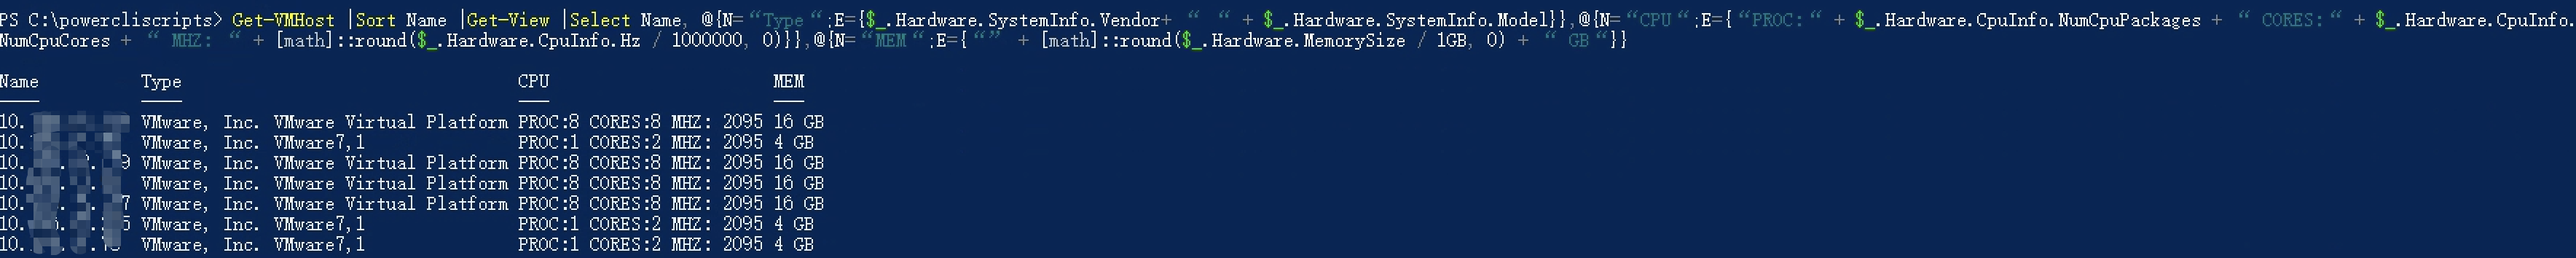 PS C:\powercliscripts> Get-VMHost |Sort Name |Get-View |Select Name, @{N=“Type“;E={$_.Hardware.SystemInfo.Vendor+ “ “ + $_.Hardware.SystemInfo.Model}},@{N=“CPU“;E={“PROC:“ + $_.Hardware.CpuInfo.NumCpuPackages + “ CORES:“ + $_.Hardware.CpuInfo.
NumCpuCores + “ MHZ: “ + [math]::round($_.Hardware.CpuInfo.Hz / 1000000, 0)}},@{N=“MEM“;E={“” + [math]::round($_.Hardware.MemorySize / 1GB, 0) + “ GB“}}
Name Type CPU MEM
10. VMware, Inc. VMware Virtual Platform PROC:8 CORES:8 MHZ: 2095 16 GB
10. VMware, Inc. VMware7,1 PROC:1 CORES:2 MHZ: 2095 4 GB
10. 9 VMware, Inc. VMware Virtual Platform PROC:8 CORES:8 MHZ: 2095 16 GB
10. VMware, Inc. VMware Virtual Platform PROC:8 CORES:8 MHZ: 2095 16 GB
10. 7 VMware, Inc. VMware Virtual Platform PROC:8 CORES:8 MHZ: 2095 16 GB
10. 5 VMware, Inc. VMware7,1 PROC:1 CORES:2 MHZ: 2095 4 GB
10. VMware, Inc. VMware7,1 PROC:1 CORES:2 MHZ: 2095 4 GB